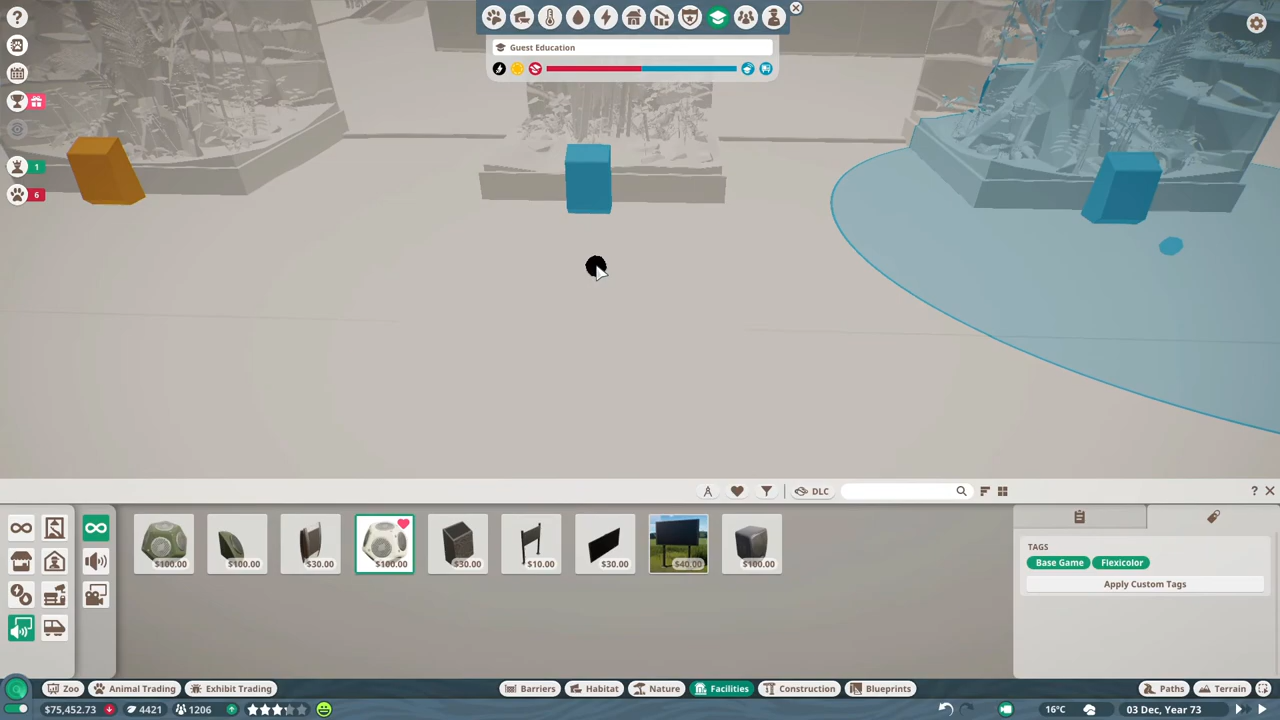 ?
Guest Education
1
6
DLC
?
$100.00
$100.00
$30.00
$100.00
$30.00
$10.00
$30.00
$40.00
$100.00
TAGS
Base Game
Flexicolor
Apply Custom Tags
Zoo
Animal Trading
Exhibit Trading
Barriers
Habitat
Nature
Facilities
Construction
Blueprints
Paths
Terrain
$75,452.73
4421
1206
16°C
03 Dec, Year 73